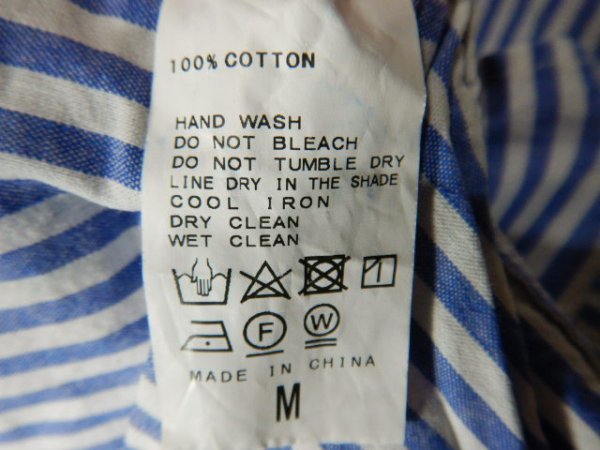 100% COTTON
HAND WASH
DO NOT BLEACH
DO NOT TUMBLE DRY
LINE DRY IN THE SHADE
COOL IRON
DRY CLEAN
WET CLEAN
F W
MADE IN CHINA
M